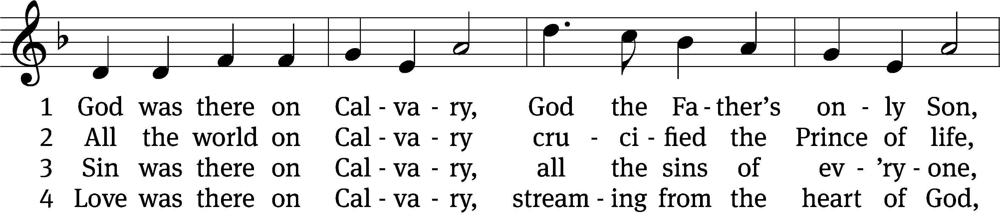 1 God was there on Cal - va - ry, God the Fa - ther’s on - ly Son,
2 All the world on Cal - va - ry cru - ci - fied the Prince of life,
3 Sin was there on Cal - va - ry, all the sins of ev - ’ry - one,
4 Love was there on Cal - va - ry, stream - ing from the heart of God,